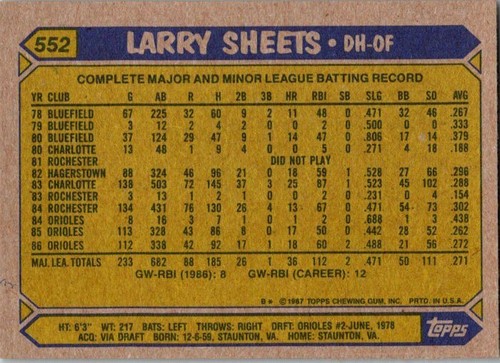 552 LARRY SHEETS • DH-OF
COMPLETE MAJOR AND MINOR LEAGUE BATTING RECORD
YR CLUB G AB R H 2B 3B HR RBI SB SLG BB SO AVG
78 BLUEFIELD 67 225 32 60 9 2 11 48 0 .471 32 46 .267
79 BLUEFIELD 3 12 2 4 2 0 0 2 0 .500 0 0 .333
80 BLUEFIELD 37 124 29 47 9 1 14 47 0 .806 17 14 .379
80 CHARLOTTE 13 48 1 9 4 0 0 5 0 .271 4 18 .188
81 ROCHESTER DID NOT PLAY
82 HAGERSTOWN 88 324 46 96 21 0 18 59 1 .528 27 66 .296
83 CHARLOTTE 138 503 72 145 37 3 25 87 1 .523 45 102 .288
'83 ROCHESTER 3 13 1 2 1 0 0 2 0 .231 0 4 .154
84 ROCHESTER 134 431 76 130 26 4 13 67 0 .471 54 73 .302
84 ORIOLES 8 16 3 7 1 0 1 2 0 .688 1 3 .438
85 ORIOLES 113 328 43 86 8 0 17 50 0 .442 28 52 .262
86 ORIOLES 112 338 42 92 17 1 18 60 2 .488 21 56 .272
MAJ. LEA. TOTALS 233 682 88 185 26 1 36 112 2 .471 50 111 .271
GW-RBI (1986): 8 GW-RBI (CAREER): 12
B* ©1987 TOPPS CHEWING GUM, INC. PRTD. IN U.S.A.
HT: 6'3" WT: 217 BATS: LEFT THROWS: RIGHT DRFT: ORIOLES #2-JUNE, 1978
ACQ: VIA DRAFT BORN: 12-6-59, STAUNTON, VA. HOME: STAUNTON, VA.
Topps